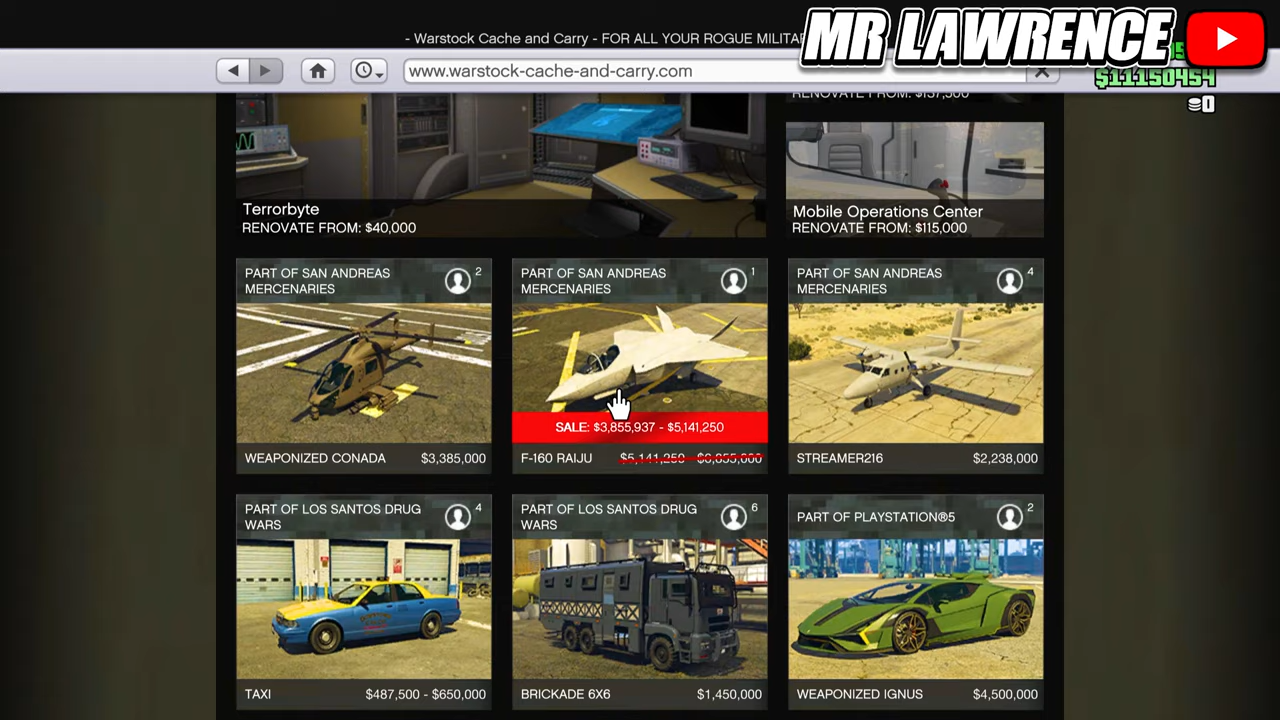 - Warstock Cache and Carry - FOR ALL YOUR ROGUE MILITA
MR LAWRENCE
www.warstock-cache-and-carry.com
$11150454
0
RENOVATE FROM: $137,500
Terrorbyte
RENOVATE FROM: $40,000
Mobile Operations Center
RENOVATE FROM: $115,000
PART OF SAN ANDREAS
MERCENARIES
2
PART OF SAN ANDREAS
MERCENARIES
1
PART OF SAN ANDREAS
MERCENARIES
4
SALE: $3,855,937 - $5,141,250
WEAPONIZED CONADA $3,385,000
F-160 RAIJU $5,141,250 - $6,855,000
STREAMER216 $2,238,000
PART OF LOS SANTOS DRUG
WARS
4
PART OF LOS SANTOS DRUG
WARS
6
PART OF PLAYSTATION®5
2
TAXI $487,500 - $650,000
BRICKADE 6X6 $1,450,000
WEAPONIZED IGNUS $4,500,000